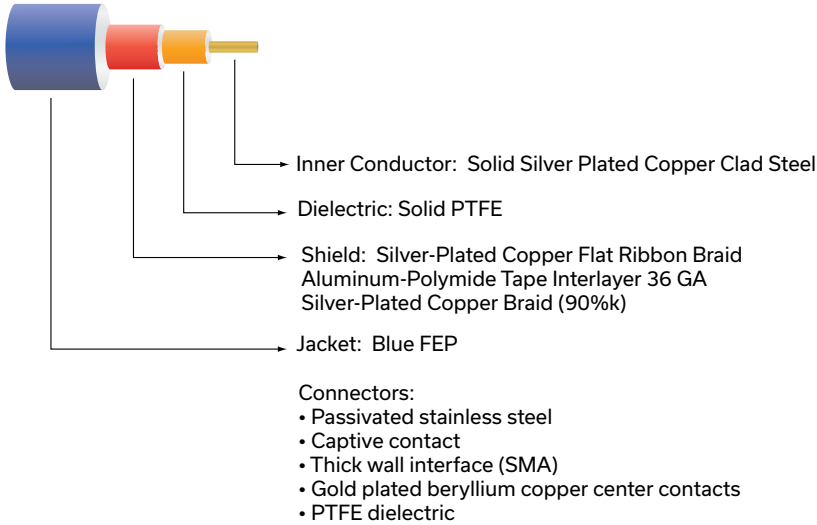 Inner Conductor: Solid Silver Plated Copper Clad Steel
Dielectric: Solid PTFE
Shield: Silver-Plated Copper Flat Ribbon Braid
Aluminum-Polymide Tape Interlayer 36 GA
Silver-Plated Copper Braid (90%k)
Jacket: Blue FEP
Connectors:
• Passivated stainless steel
• Captive contact
• Thick wall interface (SMA)
• Gold plated beryllium copper center contacts
• PTFE dielectric